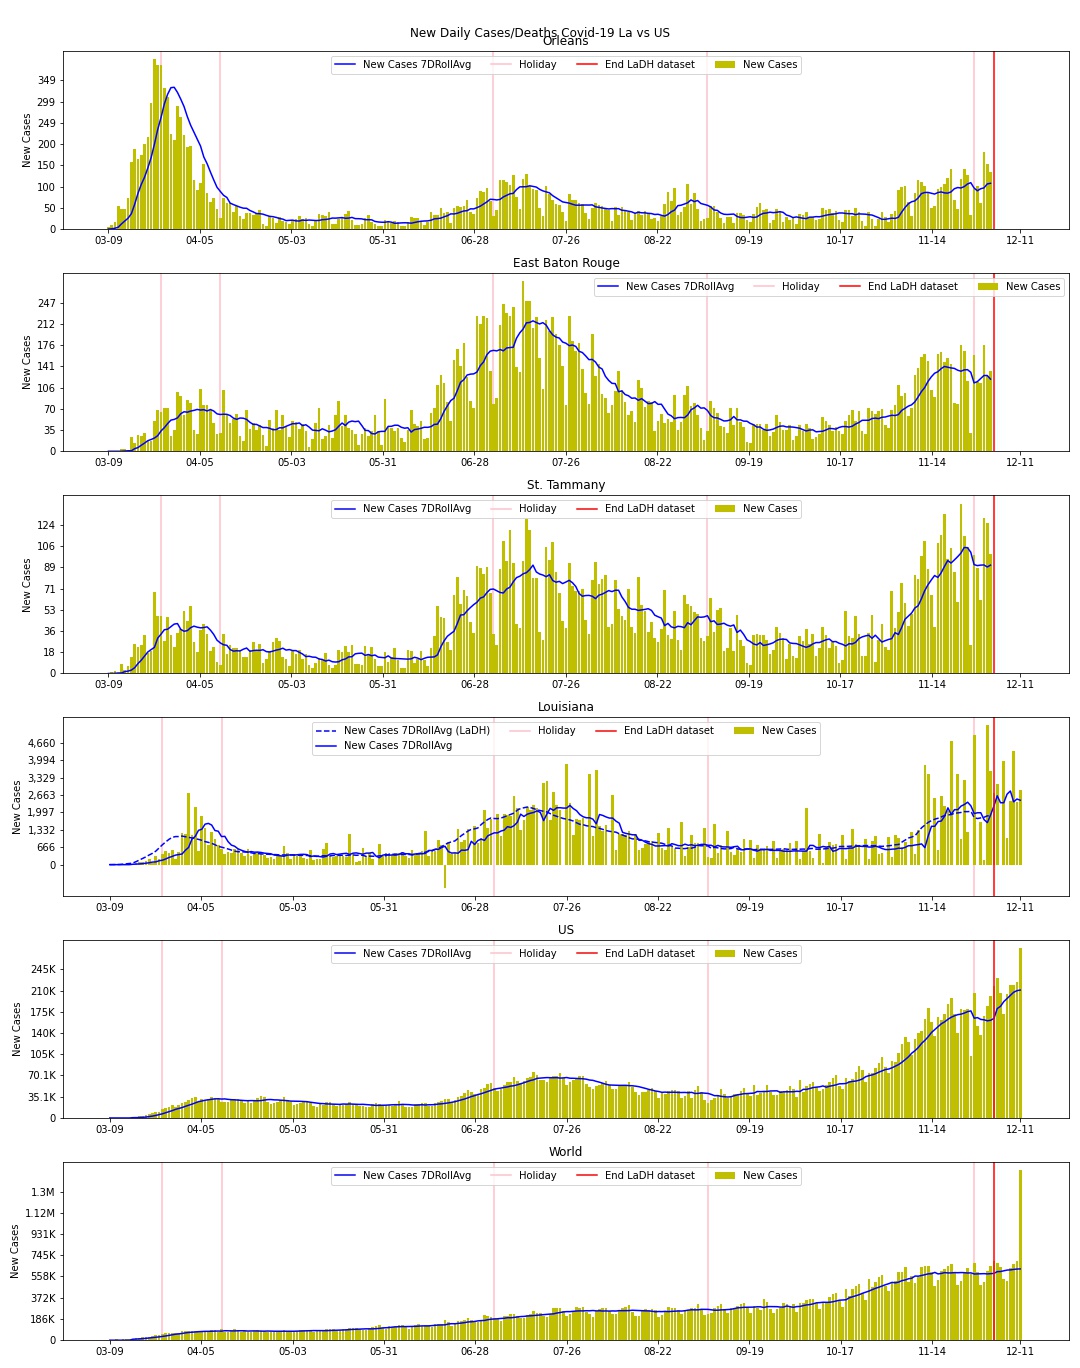 New Daily Cases/Deaths Covid-19 La vs US
Orleans
New Cases 7DRollAvg Holiday End LaDH dataset New Cases
349
299
249
200
150
100
50
0
New Cases
03-09 04-05 05-03 05-31 06-28 07-26 08-22 09-19 10-17 11-14 12-11
East Baton Rouge
New Cases 7DRollAvg Holiday End LaDH dataset New Cases
247
212
176
141
106
70
35
0
New Cases
03-09 04-05 05-03 05-31 06-28 07-26 08-22 09-19 10-17 11-14 12-11
St. Tammany
New Cases 7DRollAvg Holiday End LaDH dataset New Cases
124
106
89
71
53
36
18
0
New Cases
03-09 04-05 05-03 05-31 06-28 07-26 08-22 09-19 10-17 11-14 12-11
Louisiana
New Cases 7DRollAvg (LaDH) Holiday End LaDH dataset New Cases
New Cases 7DRollAvg
4,660
3,994
3,329
2,663
1,997
1,332
666
0
New Cases
03-09 04-05 05-03 05-31 06-28 07-26 08-22 09-19 10-17 11-14 12-11
US
New Cases 7DRollAvg Holiday End LaDH dataset New Cases
245K
210K
175K
140K
105K
70.1K
35.1K
0
New Cases
03-09 04-05 05-03 05-31 06-28 07-26 08-22 09-19 10-17 11-14 12-11
World
New Cases 7DRollAvg Holiday End LaDH dataset New Cases
1.3M
1.12M
931K
745K
558K
372K
186K
0
New Cases
03-09 04-05 05-03 05-31 06-28 07-26 08-22 09-19 10-17 11-14 12-11